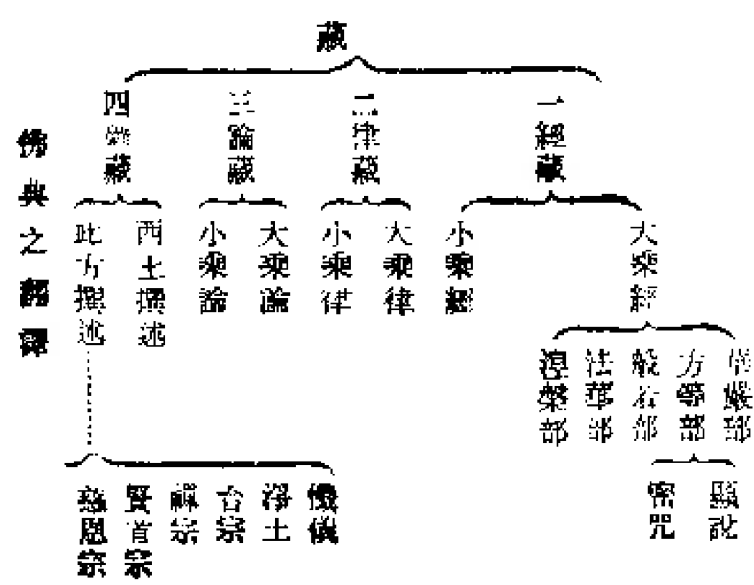 藏
一經藏
大乘經
華嚴部
方等部
顯說
密咒
般若部
法華部
涅槃部
小乘經
二律藏
大乘律
小乘律
三論藏
大乘論
小乘論
四雜藏
西土撰述
此方撰述
懺儀
淨土
台宗
禪宗
賢首宗
慈恩宗
佛典之翻譯